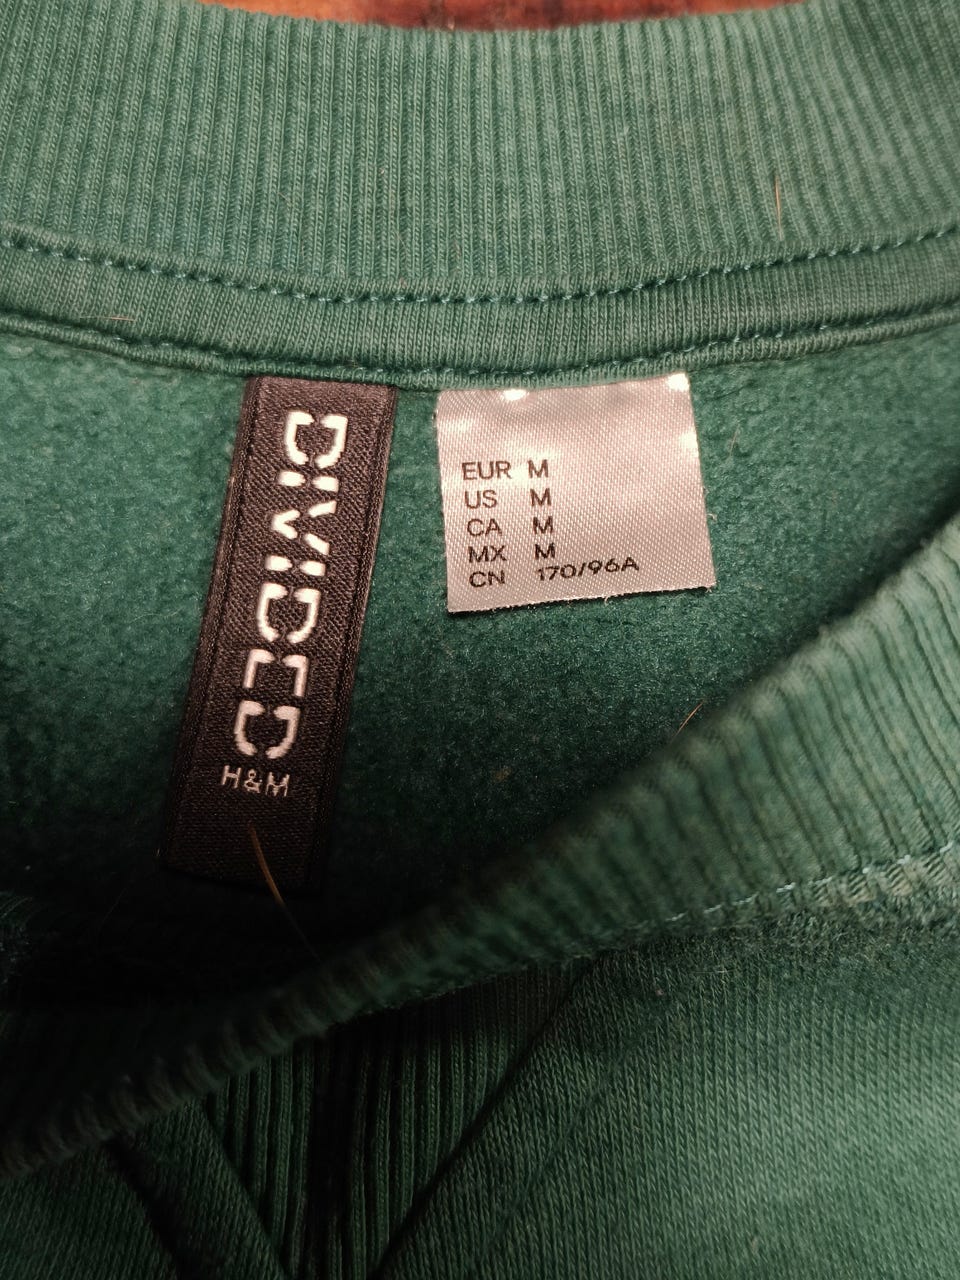 DIVIDED
H&M
EUR M
US M
CA M
MX M
CN 170/96A